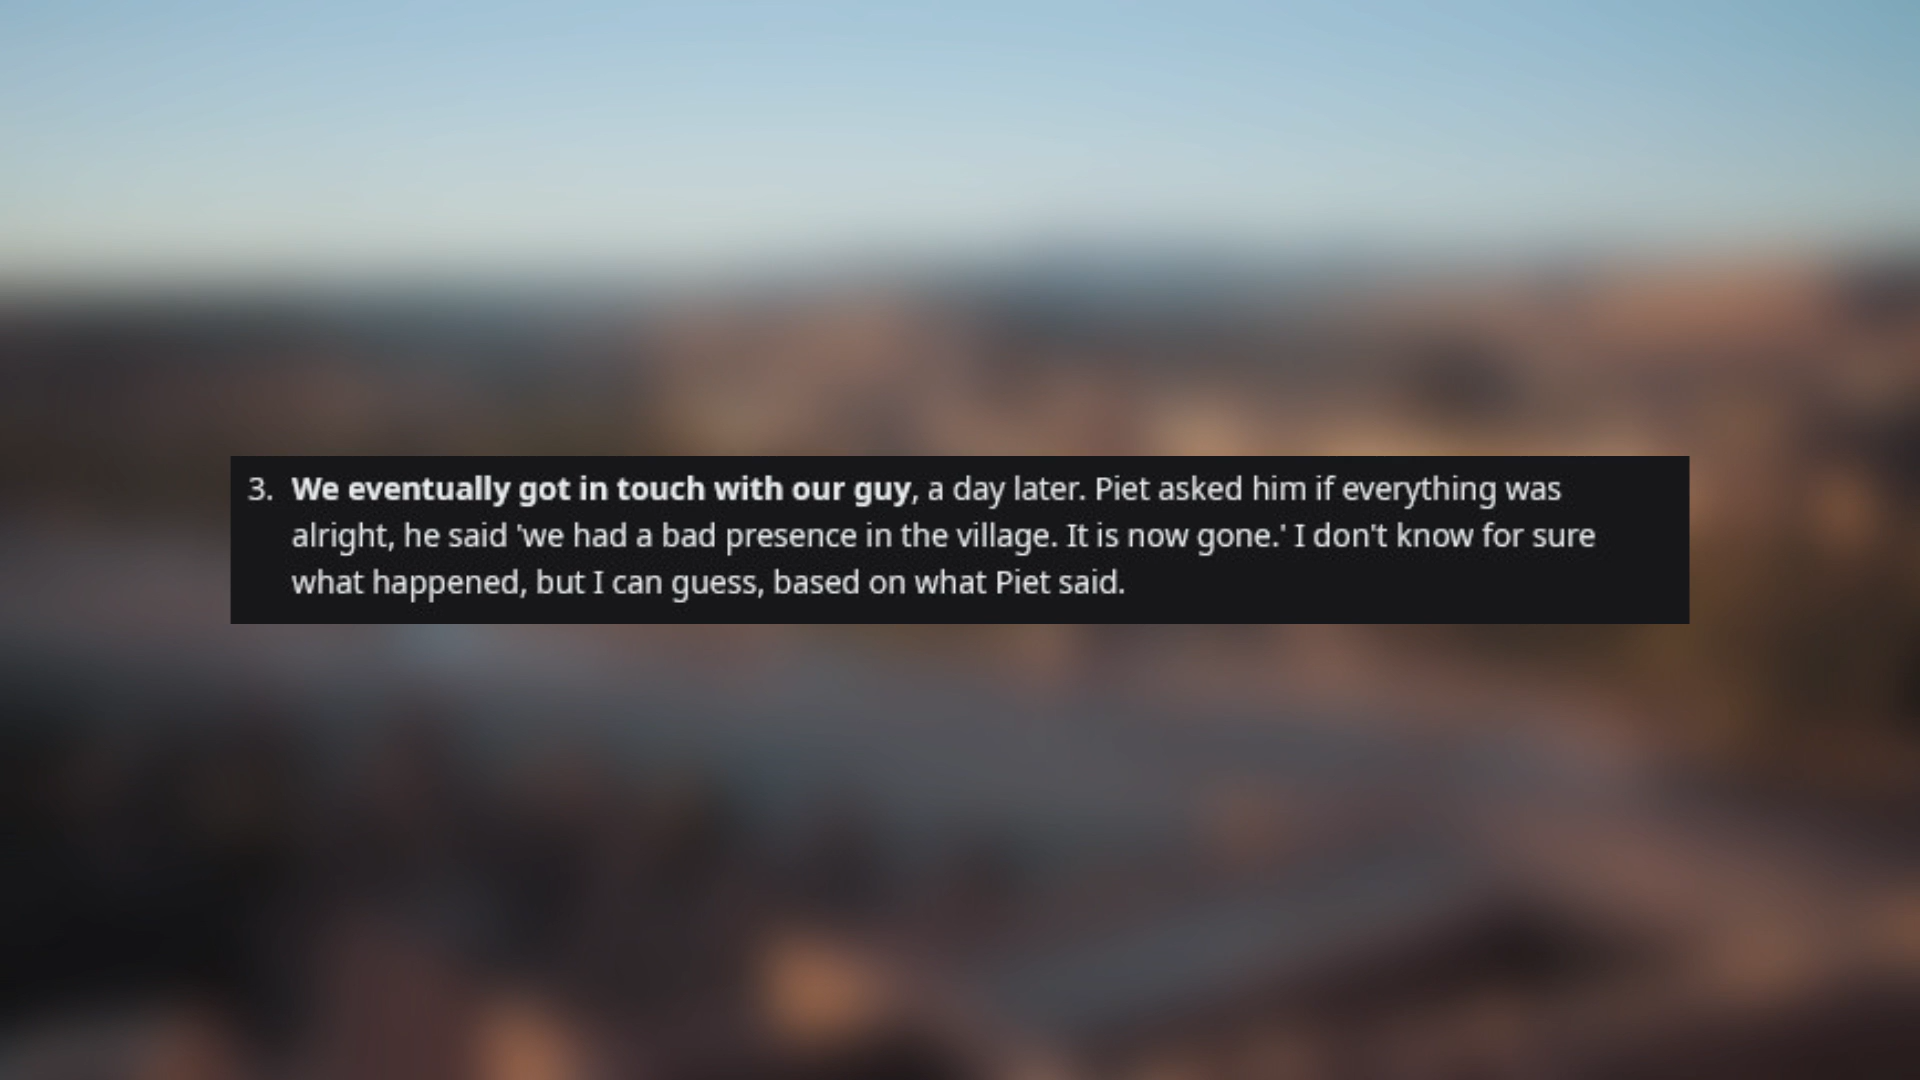 3. We eventually got in touch with our guy, a day later. Piet asked him if everything was
alright, he said 'we had a bad presence in the village. It is now gone.' I don't know for sure
what happened, but I can guess, based on what Piet said.